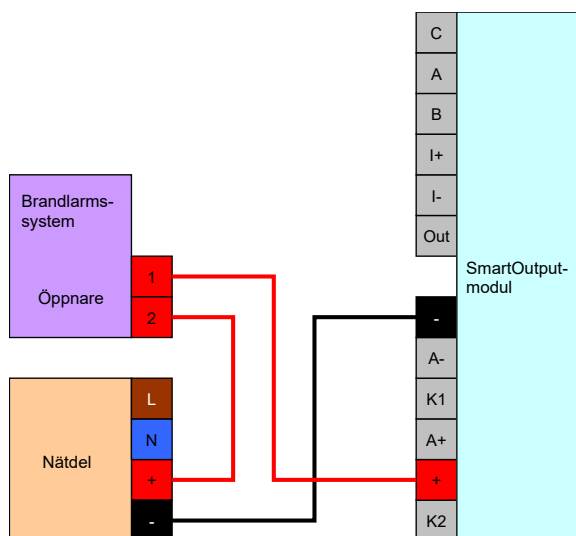 C
A
B
I+
I-
Out
SmartOutput-
modul
-
A-
K1
A+
+
K2
Brandlarms-
system
Öppnare
1
2
Nätdel
L
N
+
-